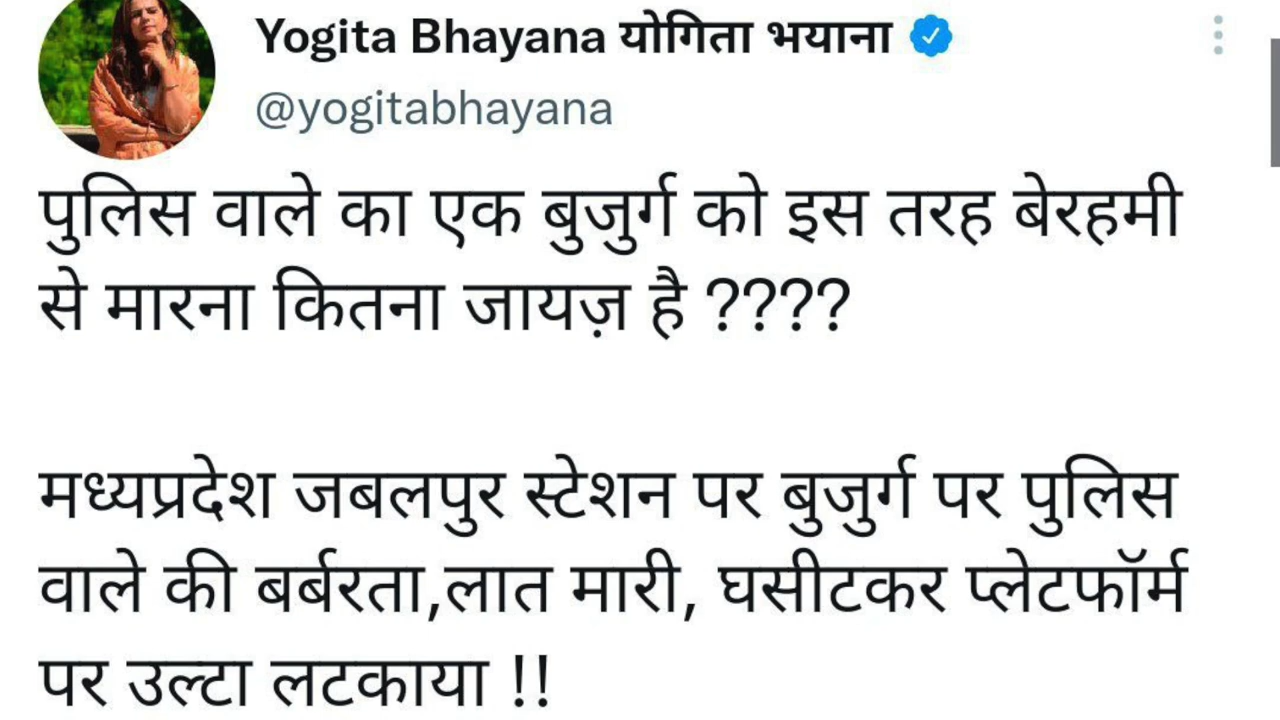 Yogita Bhayana योगिता भयाना
@yogitabhayana
पुलिस वाले का एक बुजुर्ग को इस तरह बेरहमी
से मारना कितना जायज़ है ????
मध्यप्रदेश जबलपुर स्टेशन पर बुजुर्ग पर पुलिस
वाले की बर्बरता,लात मारी, घसीटकर प्लेटफॉर्म
पर उल्टा लटकाया !!